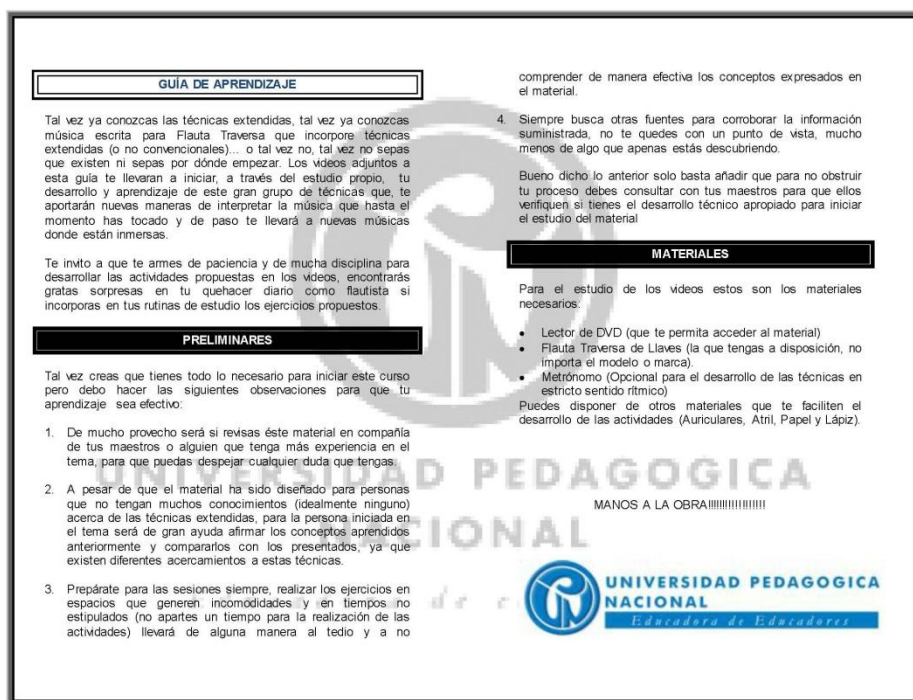 GUÍA DE APRENDIZAJE
Tal vez ya conozcas las técnicas extendidas, tal vez ya conozcas
música escrita para Flauta Traversa que incorpore técnicas
extendidas (o no convencionales)... o tal vez no, tal vez no sepas
que existen ni sepas por dónde empezar. Los videos adjuntos a
esta guía te llevaran a iniciar, a través del estudio propio, tu
desarrollo y aprendizaje de este gran grupo de técnicas que, te
aportarán nuevas maneras de interpretar la música que hasta el
momento has tocado y de paso te llevará a nuevas músicas
donde están inmersas.
Te invito a que te armes de paciencia y de mucha disciplina para
desarrollar las actividades propuestas en los videos, encontrarás
gratas sorpresas en tu quehacer diario como flautista si
incorporas en tus rutinas de estudio los ejercicios propuestos.
PRELIMINARES
Tal vez creas que tienes todo lo necesario para iniciar este curso
pero debo hacer las siguientes observaciones para que tu
aprendizaje sea efectivo:
1. De mucho provecho será si revisas éste material en compañía
de tus maestros o alguien que tenga más experiencia en el
tema, para que puedas despejar cualquier duda que tengas.
2. A pesar de que el material ha sido diseñado para personas
que no tengan muchos conocimientos (idealmente ninguno)
acerca de las técnicas extendidas, para la persona iniciada en
el tema será de gran ayuda afirmar los conceptos aprendidos
anteriormente y compararlos con los presentados, ya que
existen diferentes acercamientos a estas técnicas.
3. Prepárate para las sesiones siempre, realizar los ejercicios en
espacios que generen incomodidades y en tiempos no
estipulados (no apartes un tiempo para la realización de las
actividades) llevará de alguna manera al tedio y a no
comprender de manera efectiva los conceptos expresados en
el material.
4. Siempre busca otras fuentes para corroborar la información
suministrada, no te quedes con un punto de vista, mucho
menos de algo que apenas estás descubriendo.
Bueno dicho lo anterior solo basta añadir que para no obstruir
tu proceso debes consultar con tus maestros para que ellos
verifiquen si tienes el desarrollo técnico apropiado para iniciar
el estudio del material
MATERIALES
Para el estudio de los videos estos son los materiales
necesarios:
• Lector de DVD (que te permita acceder al material)
• Flauta Traversa de Llaves (la que tengas a disposición, no
importa el modelo o marca).
• Metrónomo (Opcional para el desarrollo de las técnicas en
estricto sentido rítmico)
Puedes disponer de otros materiales que te faciliten el
desarrollo de las actividades (Auriculares, Atril, Papel y Lápiz).
MANOS A LA OBRA!!!!!!!!!!!!!!!!!!
UNIVERSIDAD PEDAGOGICA
NACIONAL
UNIVERSIDAD PEDAGOGICA
NACIONAL
Educadora de Educadores